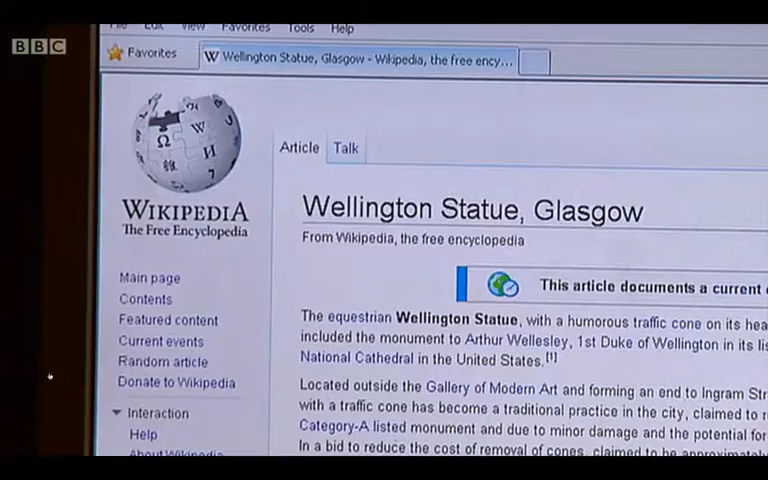 File Edit View Favorites Tools Help
BBC
Favorites
Wellington Statue, Glasgow - Wikipedia, the free ency...
Article Talk
WIKIPEDIA
The Free Encyclopedia
Wellington Statue, Glasgow
From Wikipedia, the free encyclopedia
Main page
Contents
Featured content
Current events
Random article
Donate to Wikipedia
Interaction
Help
About Wikipedia
This article documents a current
The equestrian Wellington Statue, with a humorous traffic cone on its hea
included the monument to Arthur Wellesley, 1st Duke of Wellington in its lis
National Cathedral in the United States.[1]
Located outside the Gallery of Modern Art and forming an end to Ingram Str
with a traffic cone has become a traditional practice in the city, claimed to r
Category-A listed monument and due to minor damage and the potential for
In a bid to reduce the cost of removal of cones, claimed to be approximately